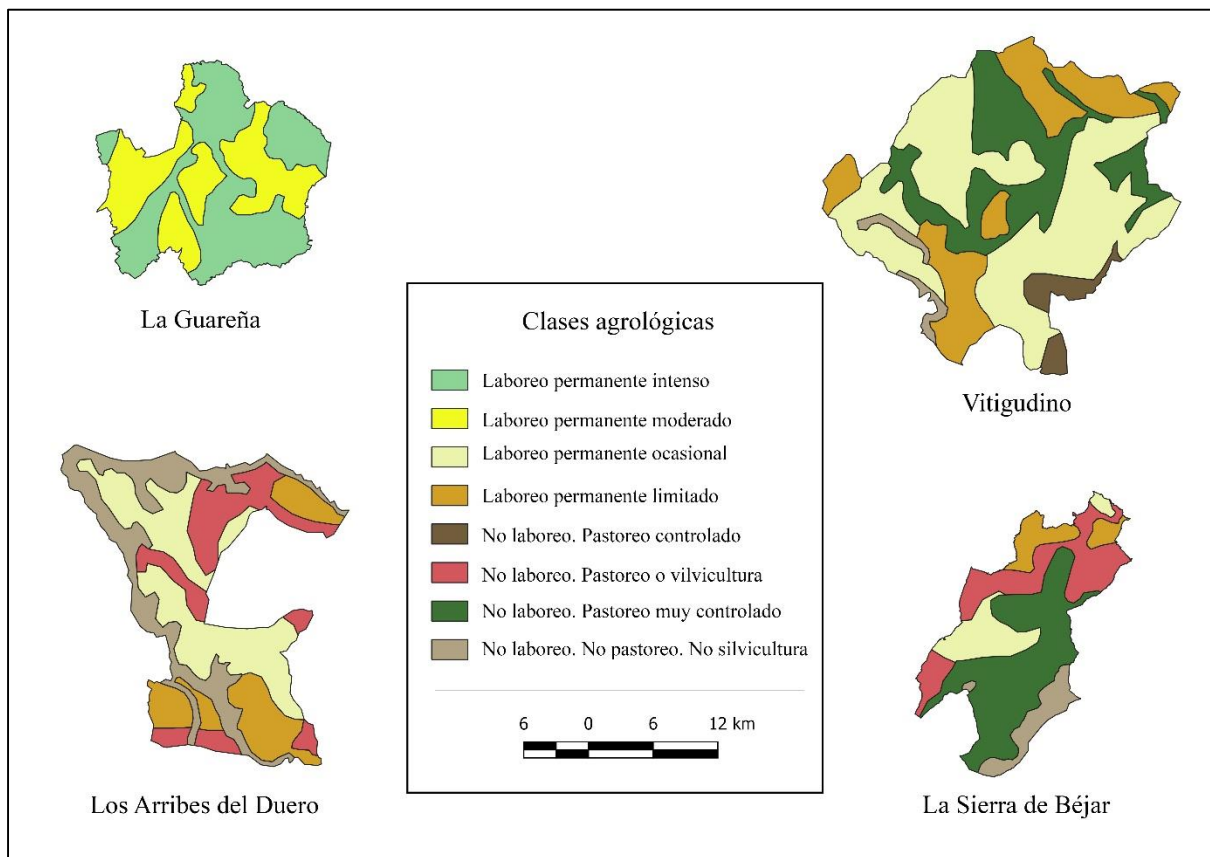 La Guareña
Vitigudino
Clases agrológicas
Laboreo permanente intenso
Laboreo permanente moderado
Laboreo permanente ocasional
Laboreo permanente limitado
No laboreo. Pastoreo controlado
No laboreo. Pastoreo o vilvicultura
No laboreo. Pastoreo muy controlado
No laboreo. No pastoreo. No silvicultura
6 0 6 12 km
Los Arribes del Duero
La Sierra de Béjar